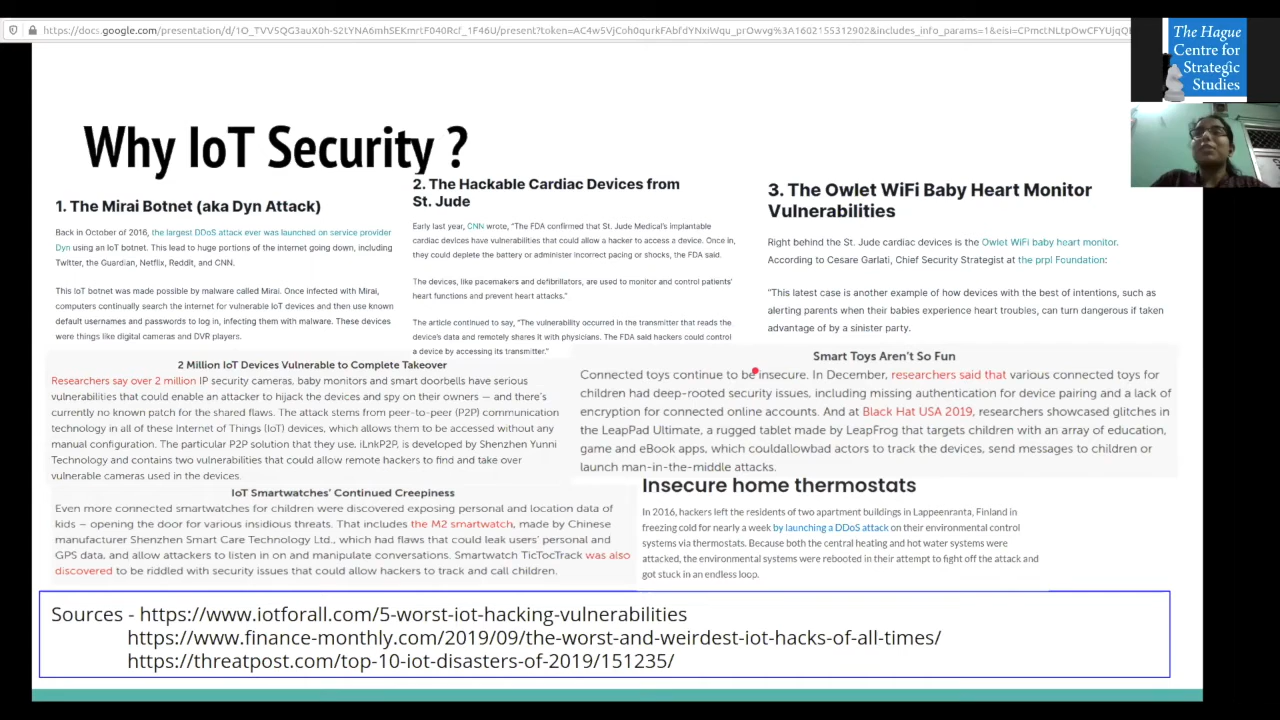 https://docs.google.com/presentation/d/1O_TVV5QG3auX0h-S2tYNA6mhSEKmrtF040Rcf_1F46U/present?token=AC4w5VjCoh0qurkFAbfdYNxiWqu_prOwvg%3A1602155312902&includes_info_params=1&eisi=CPmctNLtpOwCFYUjqQ
The Hague
Centre for
Strategic
Studies
Why IoT Security ?
1. The Mirai Botnet (aka Dyn Attack)
Back in October of 2016, the largest DDoS attack ever was launched on service provider
Dyn using an IoT botnet. This lead to huge portions of the internet going down, including
Twitter, the Guardian, Netflix, Reddit, and CNN.
This IoT botnet was made possible by malware called Mirai. Once infected with Mirai,
computers continually search the internet for vulnerable IoT devices and then use known
default usernames and passwords to log in, infecting them with malware. These devices
were things like digital cameras and DVR players.
2. The Hackable Cardiac Devices from
St. Jude
Early last year, CNN wrote, "The FDA confirmed that St. Jude Medical's implantable
cardiac devices have vulnerabilities that could allow a hacker to access a device. Once in,
they could deplete the battery or administer incorrect pacing or shocks, the FDA said.
The devices, like pacemakers and defibrillators, are used to monitor and control patients'
heart functions and prevent heart attacks."
The article continued to say, "The vulnerability occurred in the transmitter that reads the
device's data and remotely shares it with physicians. The FDA said hackers could control
a device by accessing its transmitter."
3. The Owlet WiFi Baby Heart Monitor
Vulnerabilities
Right behind the St. Jude cardiac devices is the Owlet WiFi baby heart monitor.
According to Cesare Garlati, Chief Security Strategist at the prpl Foundation:
"This latest case is another example of how devices with the best of intentions, such as
alerting parents when their babies experience heart troubles, can turn dangerous if taken
advantage of by a sinister party.
2 Million IoT Devices Vulnerable to Complete Takeover
Researchers say over 2 million IP security cameras, baby monitors and smart doorbells have serious
vulnerabilities that could enable an attacker to hijack the devices and spy on their owners — and there's
currently no known patch for the shared flaws. The attack stems from peer-to-peer (P2P) communication
technology in all of these Internet of Things (IoT) devices, which allows them to be accessed without any
manual configuration. The particular P2P solution that they use, iLnkP2P, is developed by Shenzhen Yunni
Technology and contains two vulnerabilities that could allow remote hackers to find and take over
vulnerable cameras used in the devices.
Smart Toys Aren't So Fun
Connected toys continue to be insecure. In December, researchers said that various connected toys for
children had deep-rooted security issues, including missing authentication for device pairing and a lack of
encryption for connected online accounts. And at Black Hat USA 2019, researchers showcased glitches in
the LeapPad Ultimate, a rugged tablet made by LeapFrog that targets children with an array of education,
game and eBook apps, which couldallowbad actors to track the devices, send messages to children or
launch man-in-the-middle attacks.
IoT Smartwatches' Continued Creepiness
Even more connected smartwatches for children were discovered exposing personal and location data of
kids – opening the door for various insidious threats. That includes the M2 smartwatch, made by Chinese
manufacturer Shenzhen Smart Care Technology Ltd., which had flaws that could leak users' personal and
GPS data, and allow attackers to listen in on and manipulate conversations. Smartwatch TicTocTrack was also
discovered to be riddled with security issues that could allow hackers to track and call children.
Insecure home thermostats
In 2016, hackers left the residents of two apartment buildings in Lappeenranta, Finland in
freezing cold for nearly a week by launching a DDoS attack on their environmental control
systems via thermostats. Because both the central heating and hot water systems were
attacked, the environmental systems were rebooted in their attempt to fight off the attack and
got stuck in an endless loop.
Sources - https://www.iotforall.com/5-worst-iot-hacking-vulnerabilities
https://www.finance-monthly.com/2019/09/the-worst-and-weirdest-iot-hacks-of-all-times/
https://threatpost.com/top-10-iot-disasters-of-2019/151235/